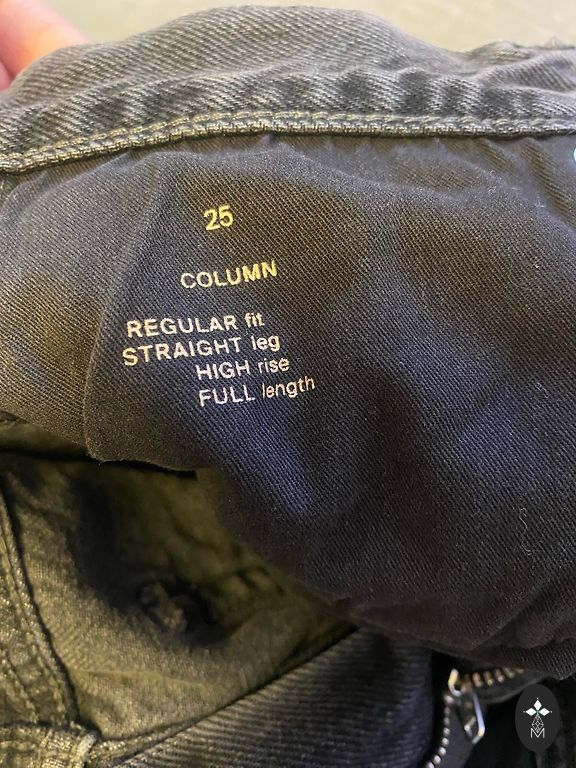 25
COLUMN
REGULAR fit
STRAIGHT leg
HIGH rise
FULL length
M